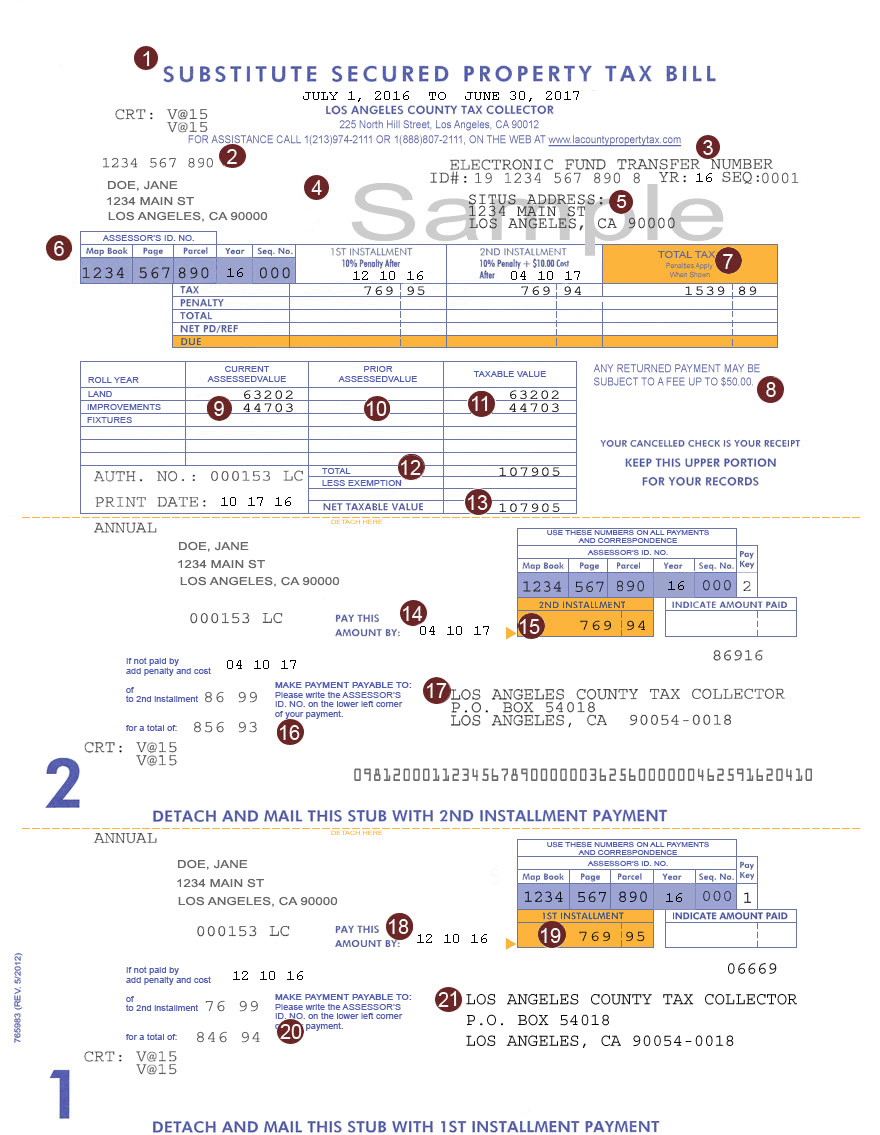 1
SUBSTITUTE SECURED PROPERTY TAX BILL
JULY 1, 2016 TO JUNE 30, 2017
LOS ANGELES COUNTY TAX COLLECTOR
225 North Hill Street, Los Angeles, CA 90012
CRT: V@15
V@15
FOR ASSISTANCE CALL 1(213)974-2111 OR 1(888)807-2111, ON THE WEB AT www.lacountypropertytax.com
1234 567 890 2
3
ELECTRONIC FUND TRANSFER NUMBER
ID#: 19 1234 567 890 8 YR: 16 SEQ:0001
DOE, JANE
1234 MAIN ST
LOS ANGELES, CA 90000
4
Sample
SITUS ADDRESS: 5
1234 MAIN ST
LOS ANGELES, CA 90000
6
ASSESSOR'S ID. NO.
Map Book Page Parcel Year Seq. No.
1234 567 890 16 000
1ST INSTALLMENT
10% Penalty After
12 10 16
2ND INSTALLMENT
10% Penalty + $10.00 Cost
After 04 10 17
TOTAL TAX 7
Penalties Apply
When Shown
TAX 769 95 769 94 1539 89
PENALTY
TOTAL
NET PD/REF
DUE
ROLL YEAR CURRENT ASSESSEDVALUE PRIOR ASSESSEDVALUE TAXABLE VALUE
LAND 63202 63202
IMPROVEMENTS 9 44703 10 11 44703
FIXTURES
AUTH. NO.: 000153 LC
PRINT DATE: 10 17 16
TOTAL 12 107905
LESS EXEMPTION
NET TAXABLE VALUE 13 107905
ANY RETURNED PAYMENT MAY BE
SUBJECT TO A FEE UP TO $50.00. 8
YOUR CANCELLED CHECK IS YOUR RECEIPT
KEEP THIS UPPER PORTION
FOR YOUR RECORDS
DETACH HERE
ANNUAL
DOE, JANE
1234 MAIN ST
LOS ANGELES, CA 90000
USE THESE NUMBERS ON ALL PAYMENTS
AND CORRESPONDENCE
ASSESSOR'S ID. NO. Pay
Map Book Page Parcel Year Seq. No. Key
1234 567 890 16 000 2
2ND INSTALLMENT INDICATE AMOUNT PAID
15 769 94
000153 LC
PAY THIS 14
AMOUNT BY: 04 10 17
86916
If not paid by
add penalty and cost 04 10 17
of
to 2nd installment 86 99
for a total of: 856 93
MAKE PAYMENT PAYABLE TO:
Please write the ASSESSOR'S
ID. NO. on the lower left corner
of your payment.
16
17
LOS ANGELES COUNTY TAX COLLECTOR
P.O. BOX 54018
LOS ANGELES, CA 90054-0018
CRT: V@15
V@15
2
DETACH AND MAIL THIS STUB WITH 2ND INSTALLMENT PAYMENT
DETACH HERE
ANNUAL
DOE, JANE
1234 MAIN ST
LOS ANGELES, CA 90000
USE THESE NUMBERS ON ALL PAYMENTS
AND CORRESPONDENCE
ASSESSOR'S ID. NO. Pay
Map Book Page Parcel Year Seq. No. Key
1234 567 890 16 000 1
1ST INSTALLMENT INDICATE AMOUNT PAID
19 769 95
000153 LC
PAY THIS 18
AMOUNT BY: 12 10 16
06669
If not paid by
add penalty and cost 12 10 16
of
to 2nd installment 76 99
for a total of: 846 94
MAKE PAYMENT PAYABLE TO:
Please write the ASSESSOR'S
ID. NO. on the lower left corner
payment.
20
21
LOS ANGELES COUNTY TAX COLLECTOR
P.O. BOX 54018
LOS ANGELES, CA 90054-0018
CRT: V@15
V@15
765983 (REV. 5/2012)
1
DETACH AND MAIL THIS STUB WITH 1ST INSTALLMENT PAYMENT